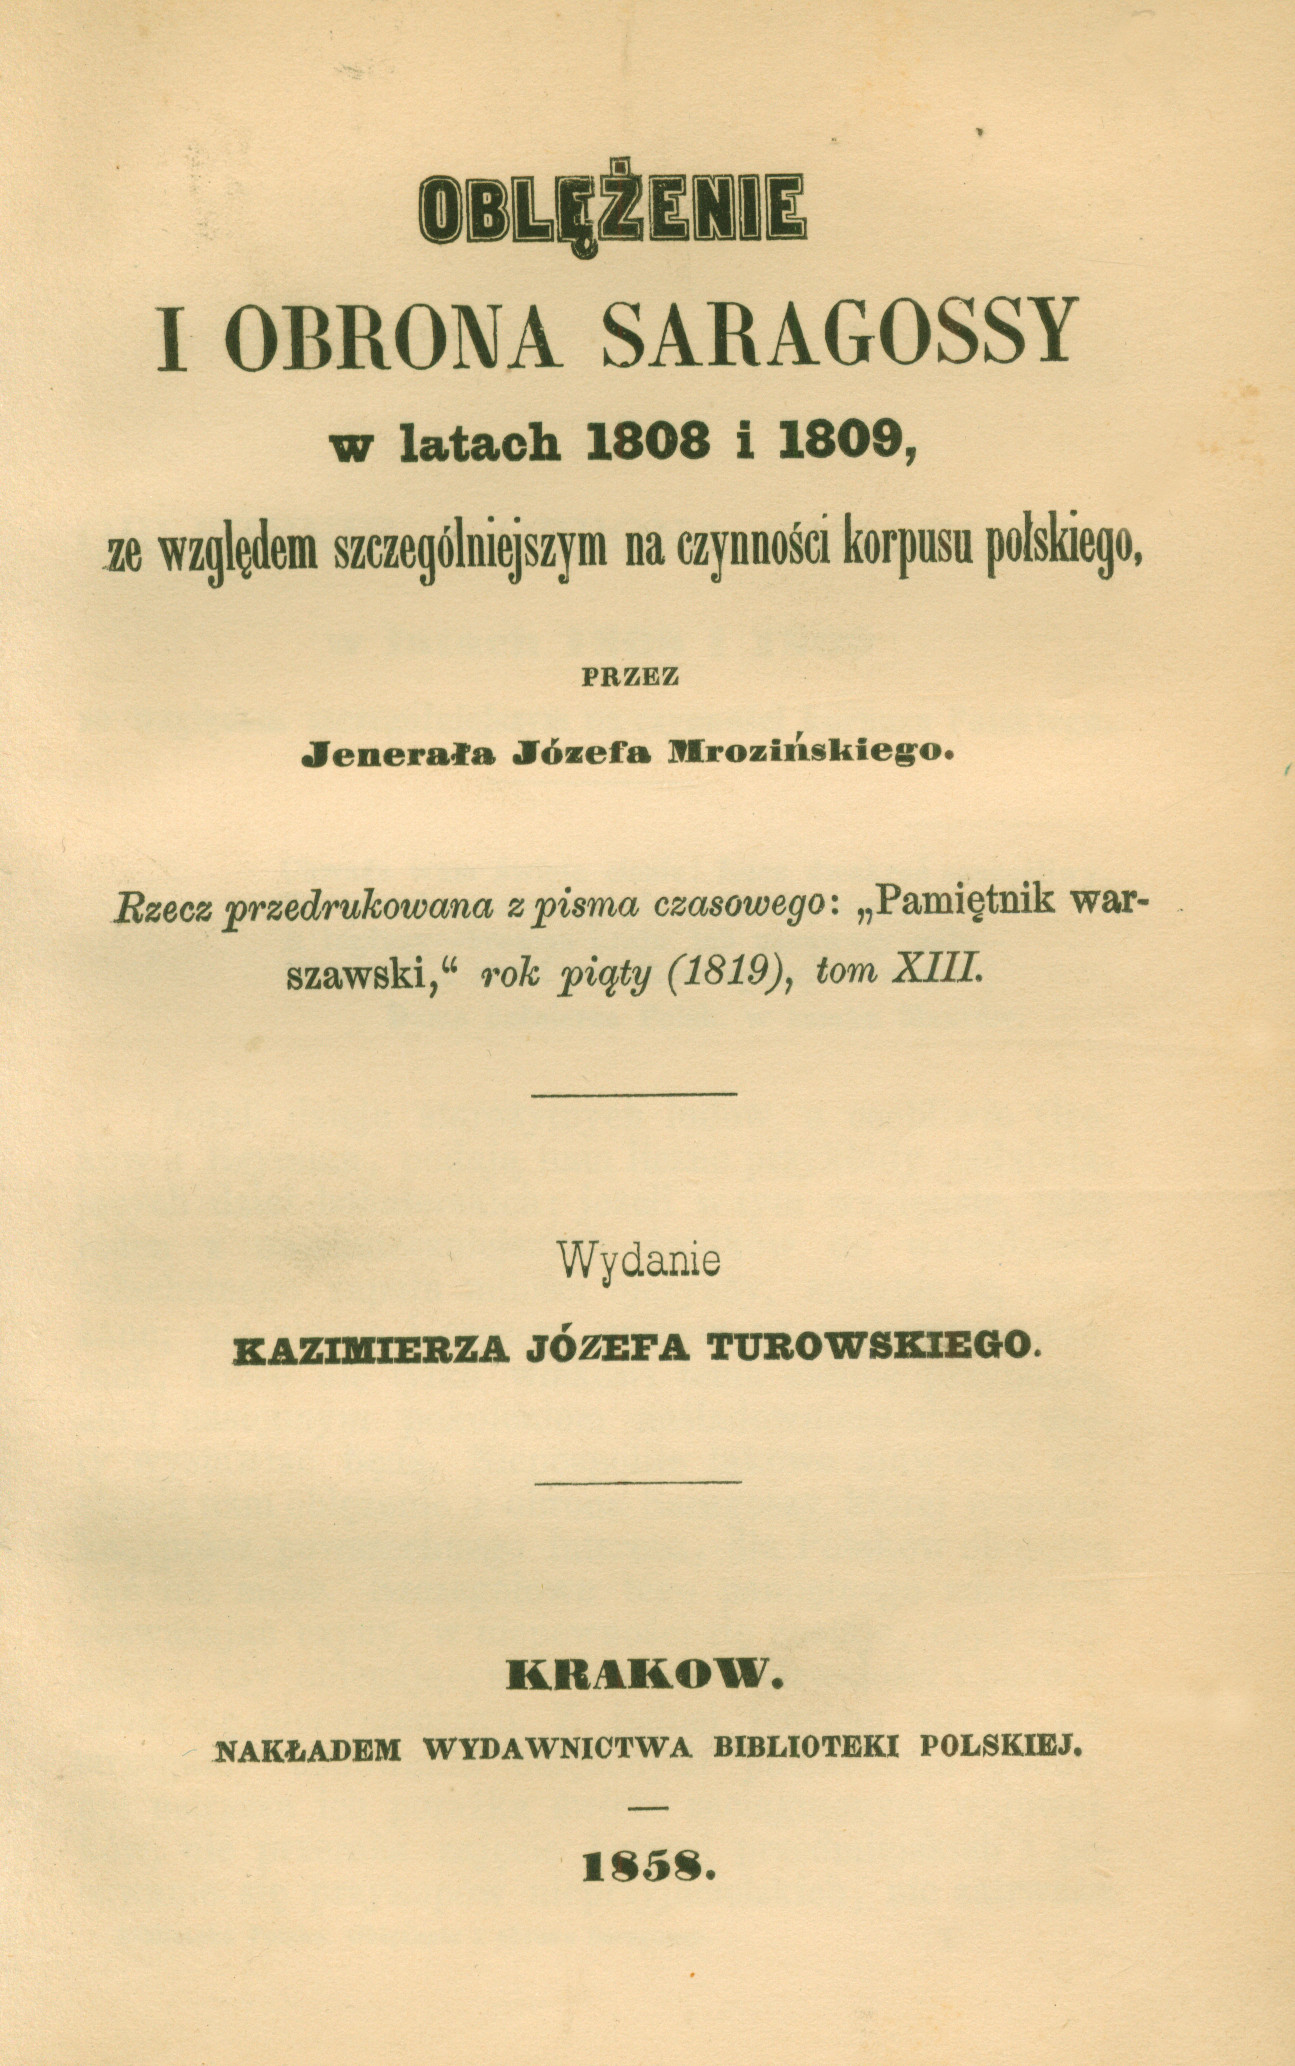 OBLĘŻENIE
I OBRONA SARAGOSSY
w latach 1808 i 1809,
ze względem szczególniejszym na czynności korpusu polskiego,
PRZEZ
Jenerała Józefa Mrozińskiego.
Rzecz przedrukowana z pisma czasowego: „Pamiętnik war-
szawski,“ rok piąty (1819), tom XIII.
Wydanie
KAZIMIERZA JÓZEFA TUROWSKIEGO.
KRAKOW.
NAKŁADEM WYDAWNICTWA BIBLIOTEKI POLSKIEJ.
1858.